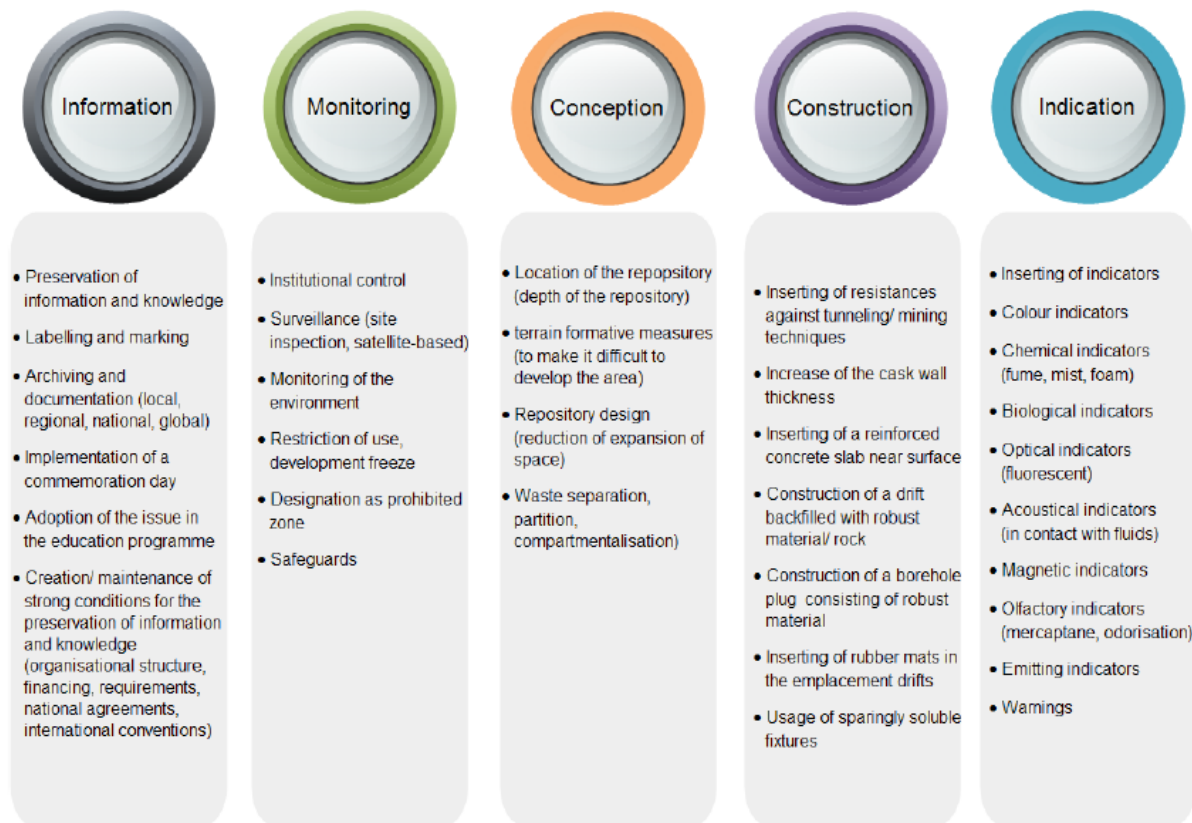 Information
• Preservation of
information and knowledge
• Labelling and marking
• Archiving and
documentation (local,
regional, national, global)
• Implementation of a
commemoration day
• Adoption of the issue in
the education programme
• Creation/ maintenance of
strong conditions for the
preservation of information
and knowledge
(organisational structure,
financing, requirements,
national agreements,
international conventions)
Monitoring
• Institutional control
• Surveillance (site
inspection, satellite-based)
• Monitoring of the
environment
• Restriction of use,
development freeze
• Designation as prohibited
zone
• Safeguards
Conception
• Location of the repopsitory
(depth of the repository)
• terrain formative measures
(to make it difficult to
develop the area)
• Repository design
(reduction of expansion of
space)
• Waste separation,
partition,
compartmentalisation)
Construction
• Inserting of resistances
against tunneling/ mining
techniques
• Increase of the cask wall
thickness
• Inserting of a reinforced
concrete slab near surface
• Construction of a drift
backfilled with robust
material/ rock
• Construction of a borehole
plug consisting of robust
material
• Inserting of rubber mats in
the emplacement drifts
• Usage of sparingly soluble
fixtures
Indication
• Inserting of indicators
• Colour indicators
• Chemical indicators
(fume, mist, foam)
• Biological indicators
• Optical indicators
(fluorescent)
• Acoustical indicators
(in contact with fluids)
• Magnetic indicators
• Olfactory indicators
(mercaptane, odorisation)
• Emitting indicators
• Warnings